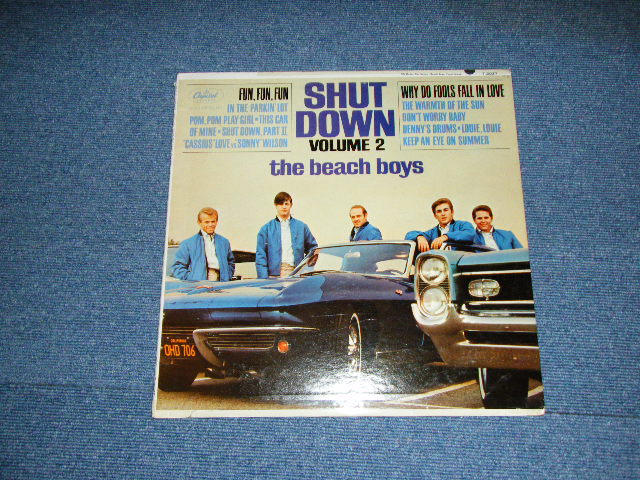 Capitol
FUN, FUN, FUN
IN THE PARKIN' LOT
POM, POM PLAY GIRL • THIS CAR
OF MINE • SHUT DOWN, PART II
"CASSIUS" LOVE vs "SONNY" WILSON
SHUT
DOWN
VOLUME 2
the beach boys
T 2027
WHY DO FOOLS FALL IN LOVE
THE WARMTH OF THE SUN
DON'T WORRY BABY
DENNY'S DRUMS • LOUIE, LOUIE
KEEP AN EYE ON SUMMER
CALIFORNIA
OHD 706